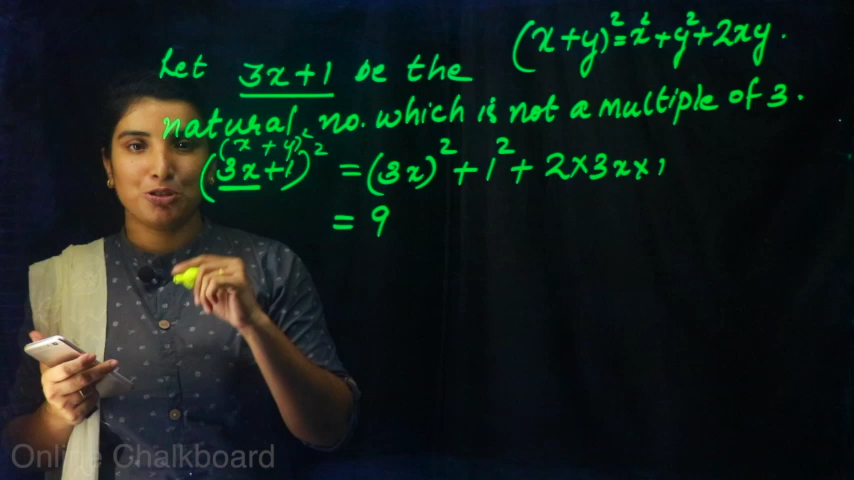 (x+y)²=x²+y²+2xy.
Let 3x+1 be the
natural no. which is not a multiple of 3.
(x + y)²
(3x+1)² = (3x)² + 1² + 2×3x×1
= 9
Online Chalkboard